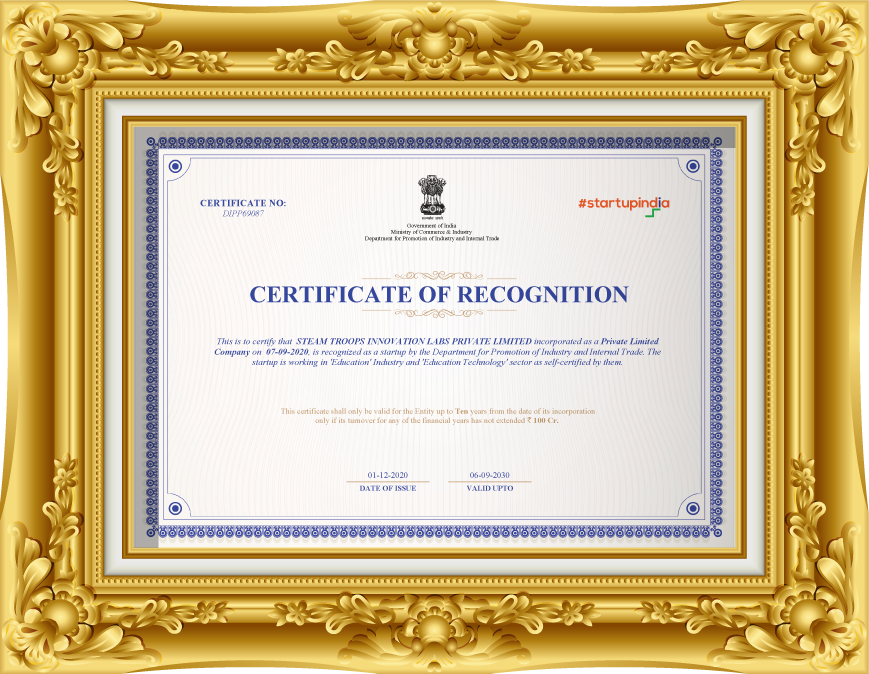 CERTIFICATE NO:
DIPP69087
#startupindia
सत्यमेव जयते
Government of India
Ministry of Commerce & Industry
Department for Promotion of Industry and Internal Trade
CERTIFICATE OF RECOGNITION
This is to certify that STEAM TROOPS INNOVATION LABS PRIVATE LIMITED incorporated as a Private Limited
Company on 07-09-2020, is recognized as a startup by the Department for Promotion of Industry and Internal Trade. The
startup is working in 'Education' Industry and 'Education Technology' sector as self-certified by them.
This certificate shall only be valid for the Entity up to Ten years from the date of its incorporation
only if its turnover for any of the financial years has not extended ₹ 100 Cr.
01-12-2020
DATE OF ISSUE
06-09-2030
VALID UPTO